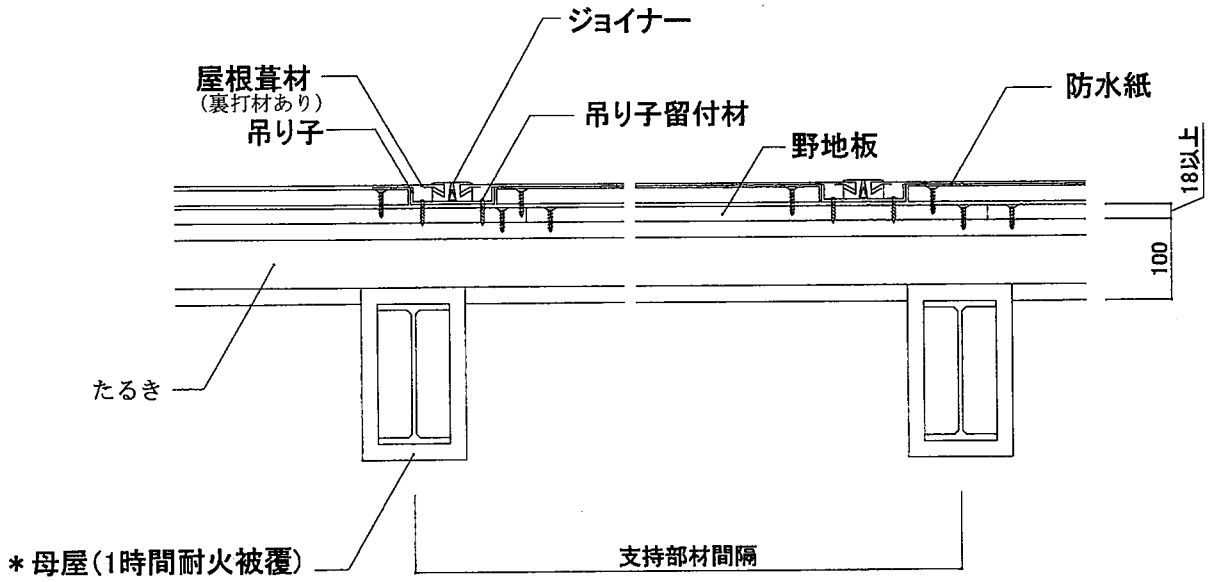 ジョイナー
屋根葺材
(裏打材あり)
吊り子
吊り子留付材
防水紙
野地板
18以上
100
たるき
*母屋(1時間耐火被覆)
支持部材間隔